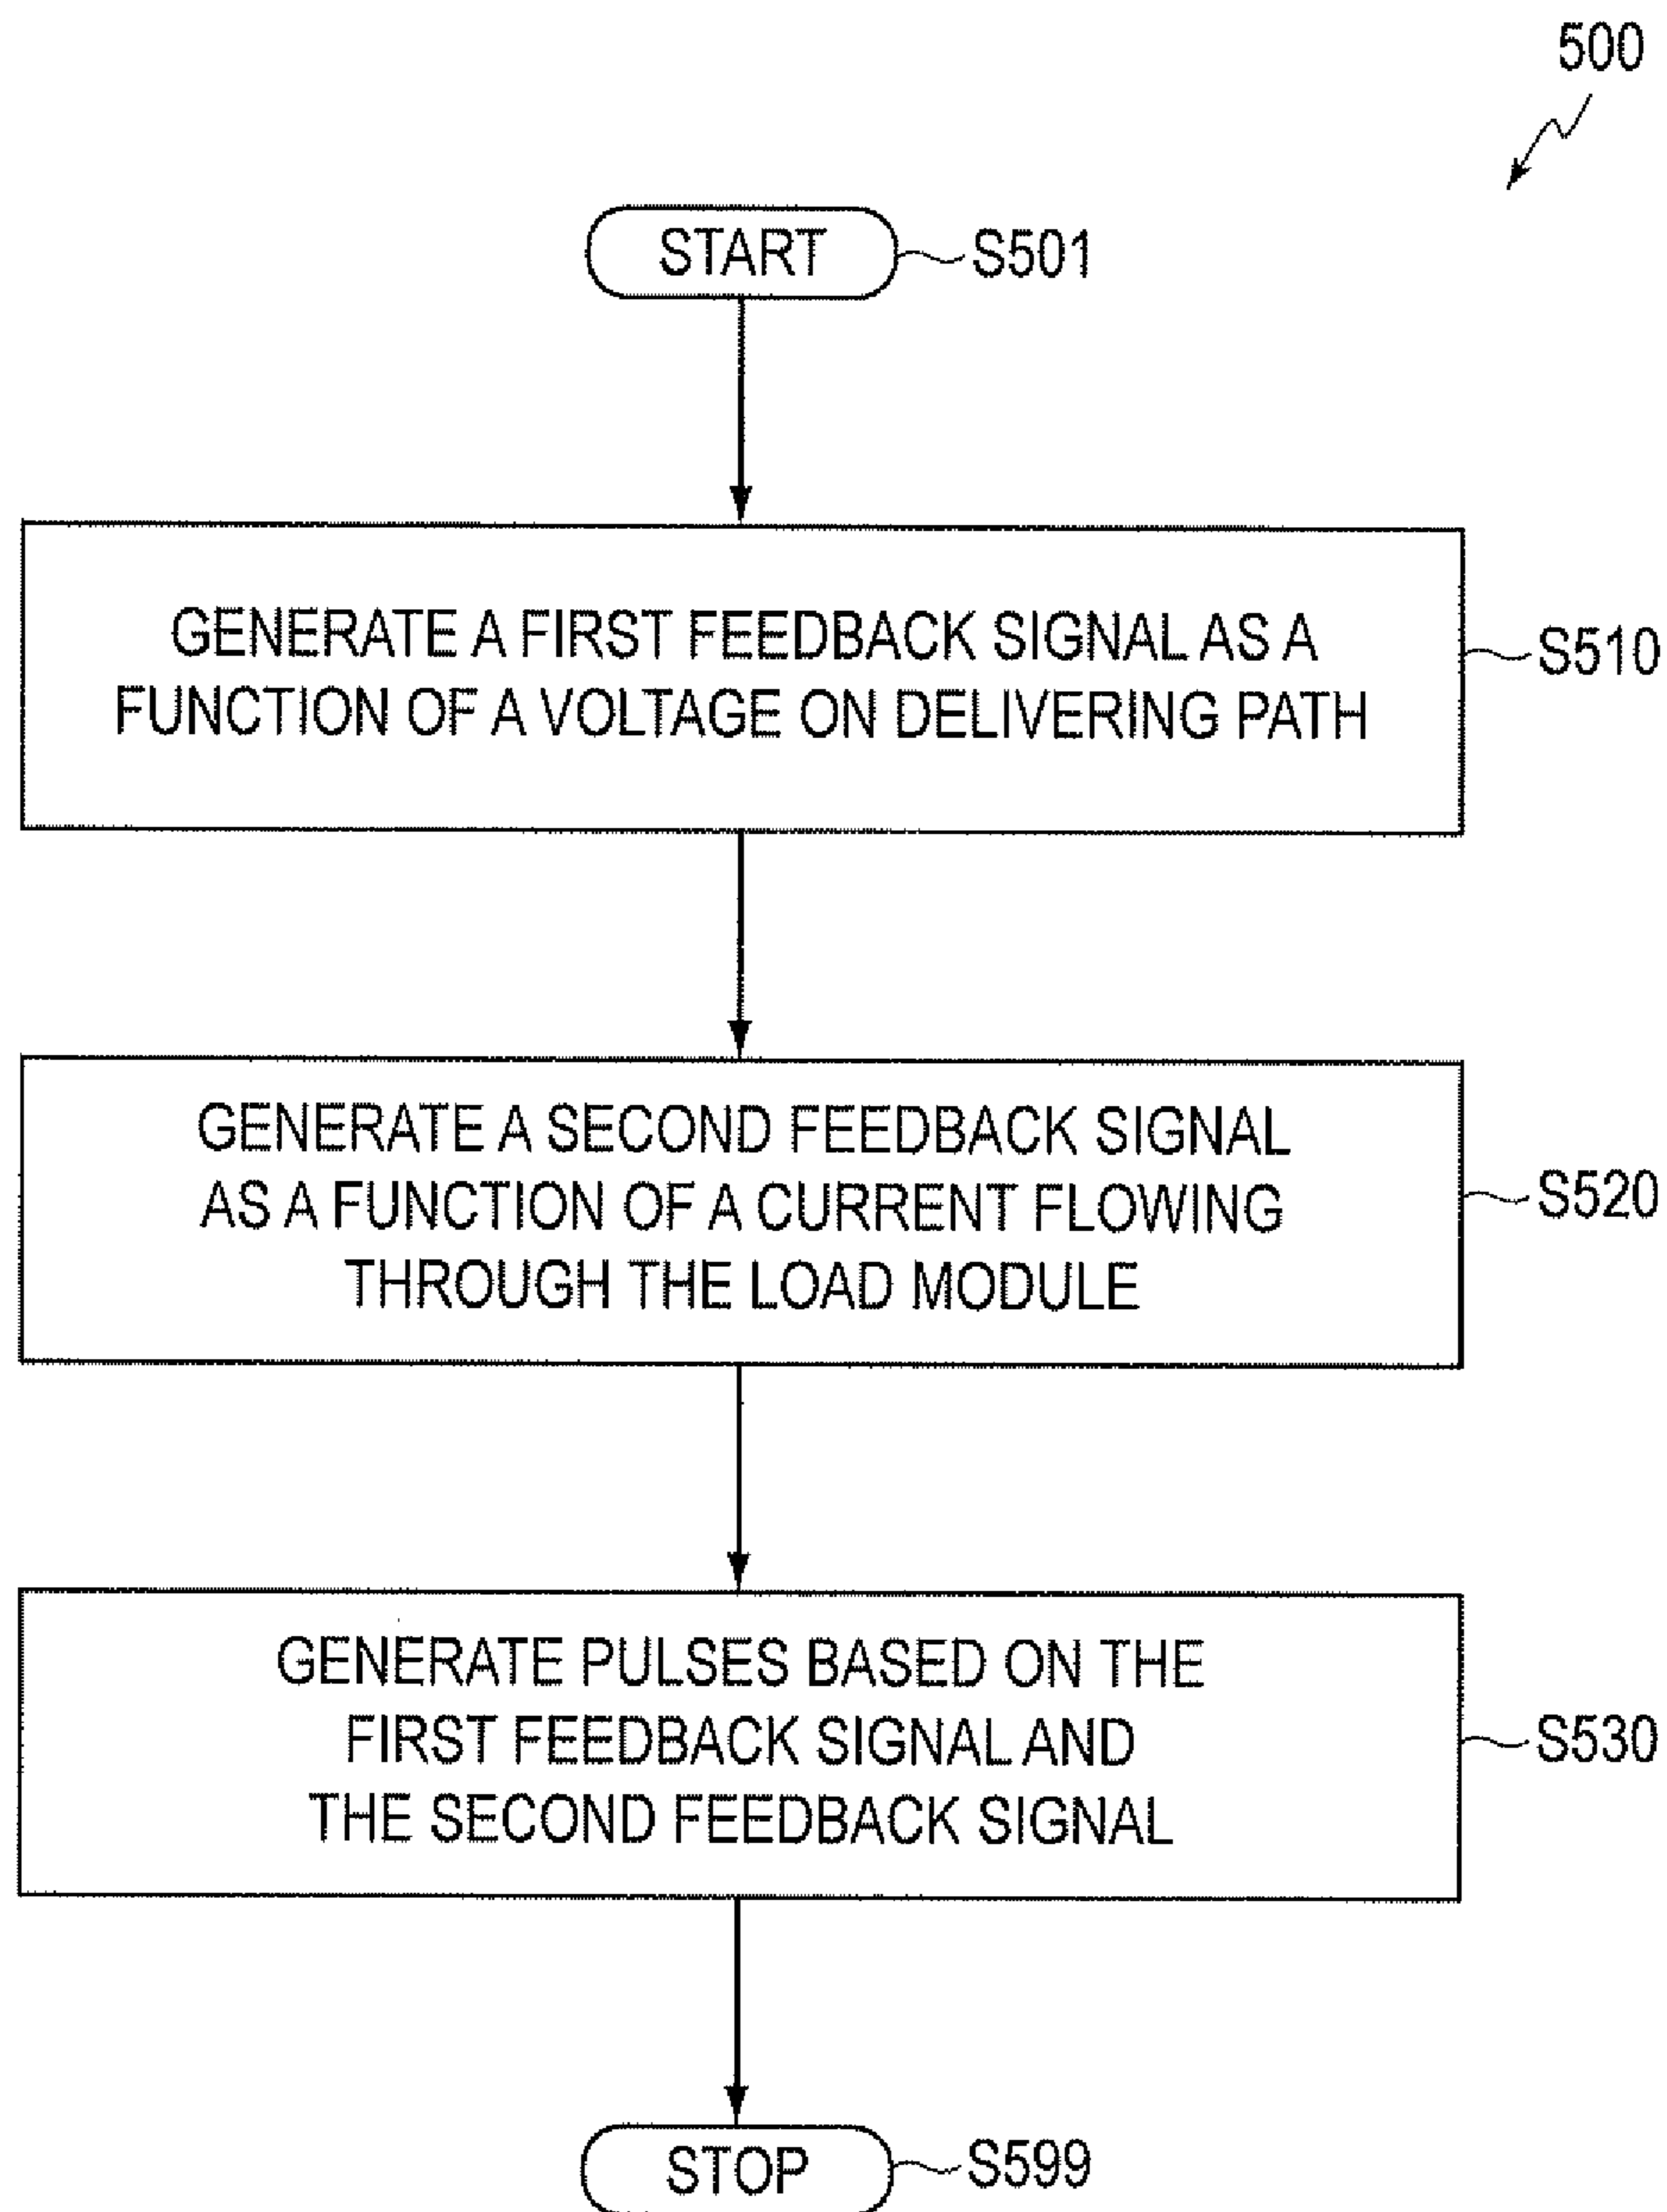 500
START
S501
GENERATE A FIRST FEEDBACK SIGNAL AS A
FUNCTION OF A VOLTAGE ON DELIVERING PATH
S510
GENERATE A SECOND FEEDBACK SIGNAL
AS A FUNCTION OF A CURRENT FLOWING
THROUGH THE LOAD MODULE
S520
GENERATE PULSES BASED ON THE
FIRST FEEDBACK SIGNAL AND
THE SECOND FEEDBACK SIGNAL
S530
STOP
S599